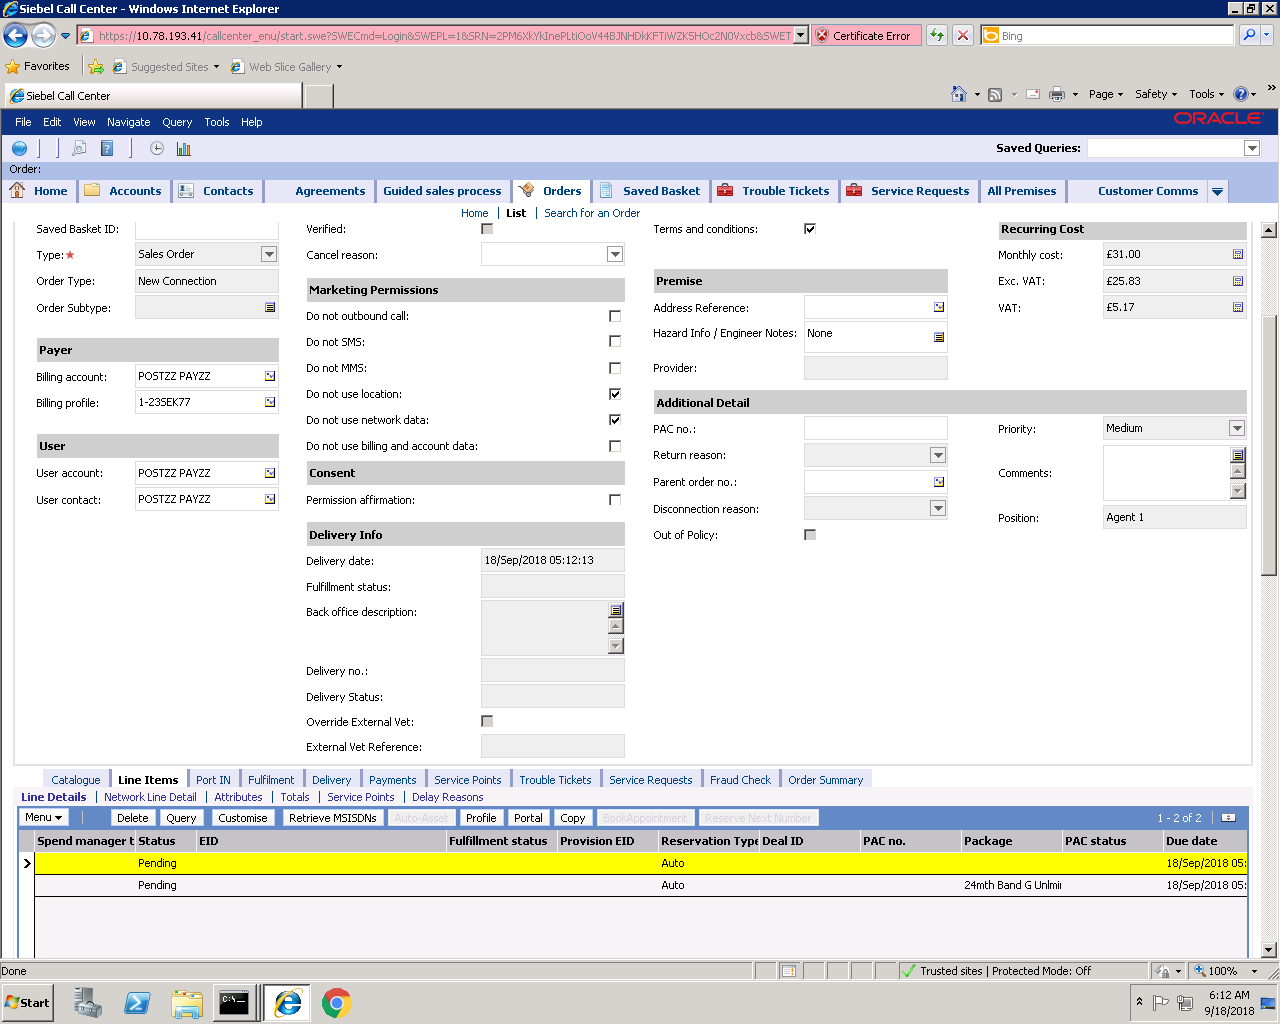 Siebel Call Center - Windows Internet Explorer
https://10.78.193.41/callcenter_enu/start.swe?SWECmd=Login&SWEPL=1&SRN=2PM6XkYkInePLtiOoV44BJNHDkKFTiWZK5HOc2N0Vxcb&SWET Certificate Error Bing
Favorites Suggested Sites Web Slice Gallery
Siebel Call Center Page Safety Tools
File Edit View Navigate Query Tools Help ORACLE
Saved Queries:
Order:
Home Accounts Contacts Agreements Guided sales process Orders Saved Basket Trouble Tickets Service Requests All Premises Customer Comms
Home List Search for an Order
Saved Basket ID: Verified: Terms and conditions: Recurring Cost
Type: Sales Order Cancel reason: Monthly cost: £31.00
Order Type: New Connection Marketing Permissions Premise Exc. VAT: £25.83
Order Subtype: Do not outbound call: Address Reference: VAT: £5.17
Do not SMS: Hazard Info / Engineer Notes: None
Payer
Billing account: POSTZZ PAYZZ Do not MMS: Provider:
Billing profile: 1-23SEK77 Do not use location: Additional Detail
Do not use network data: PAC no.: Priority: Medium
User Do not use billing and account data: Return reason:
User account: POSTZZ PAYZZ Consent Parent order no.: Comments:
User contact: POSTZZ PAYZZ Permission affirmation: Disconnection reason:
Position: Agent 1
Delivery Info Out of Policy:
Delivery date: 18/Sep/2018 05:12:13
Fulfillment status:
Back office description:
Delivery no.:
Delivery Status:
Override External Vet:
External Vet Reference:
Catalogue Line Items Port IN Fulfilment Delivery Payments Service Points Trouble Tickets Service Requests Fraud Check Order Summary
Line Details Network Line Detail Attributes Totals Service Points Delay Reasons
Menu Delete Query Customise Retrieve MSISDNs Auto-Asset Profile Portal Copy BookAppointment Reserve Next Number 1 - 2 of 2
Spend manager t Status EID Fulfillment status Provision EID Reservation Type Deal ID PAC no. Package PAC status Due date
Pending Auto 18/Sep/2018 05:
Pending Auto 24mth Band G Unlmi 18/Sep/2018 05:
Done Trusted sites | Protected Mode: Off 100%
Start 6:12 AM
9/18/2018